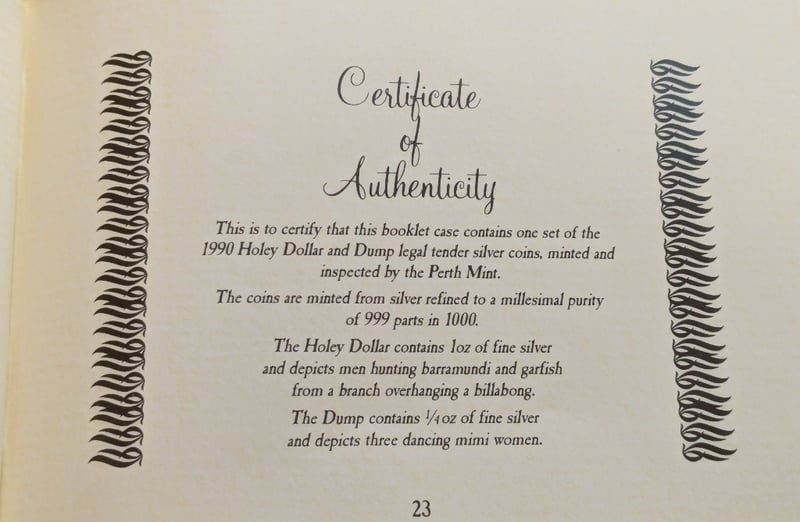 Certificate
of
Authenticity
This is to certify that this booklet case contains one set of the
1990 Holey Dollar and Dump legal tender silver coins, minted and
inspected by the Perth Mint.
The coins are minted from silver refined to a millesimal purity
of 999 parts in 1000.
The Holey Dollar contains 1oz of fine silver
and depicts men hunting barramundi and garfish
from a branch overhanging a billabong.
The Dump contains ¼oz of fine silver
and depicts three dancing mimi women.
23